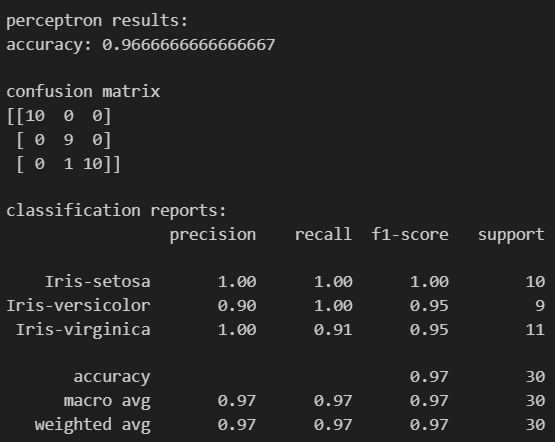 perceptron results:
accuracy: 0.9666666666666667
confusion matrix
[[10  0  0]
 [ 0  9  0]
 [ 0  1 10]]
classification reports:
precision    recall  f1-score   support
Iris-setosa       1.00      1.00      1.00        10
Iris-versicolor       0.90      1.00      0.95         9
Iris-virginica       1.00      0.91      0.95        11
accuracy                           0.97        30
macro avg       0.97      0.97      0.97        30
weighted avg       0.97      0.97      0.97        30